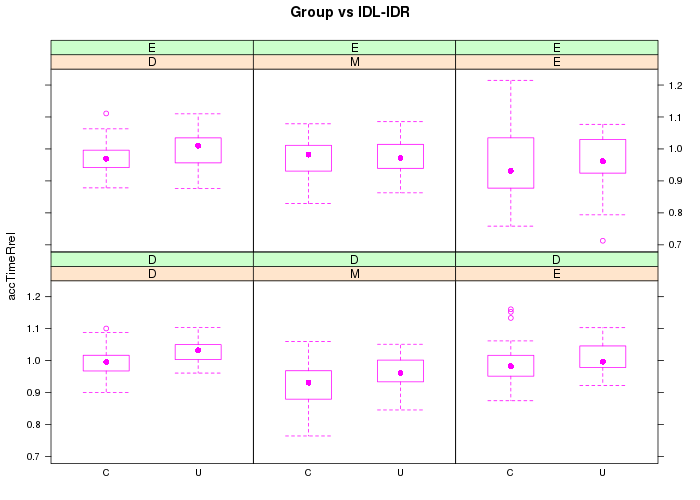 Group vs IDL-IDR
E E E
D M E
1.2
1.1
1.0
0.9
0.8
0.7
accTimeRrel
D D D
D M E
1.2
1.1
1.0
0.9
0.8
0.7
C U C U C U